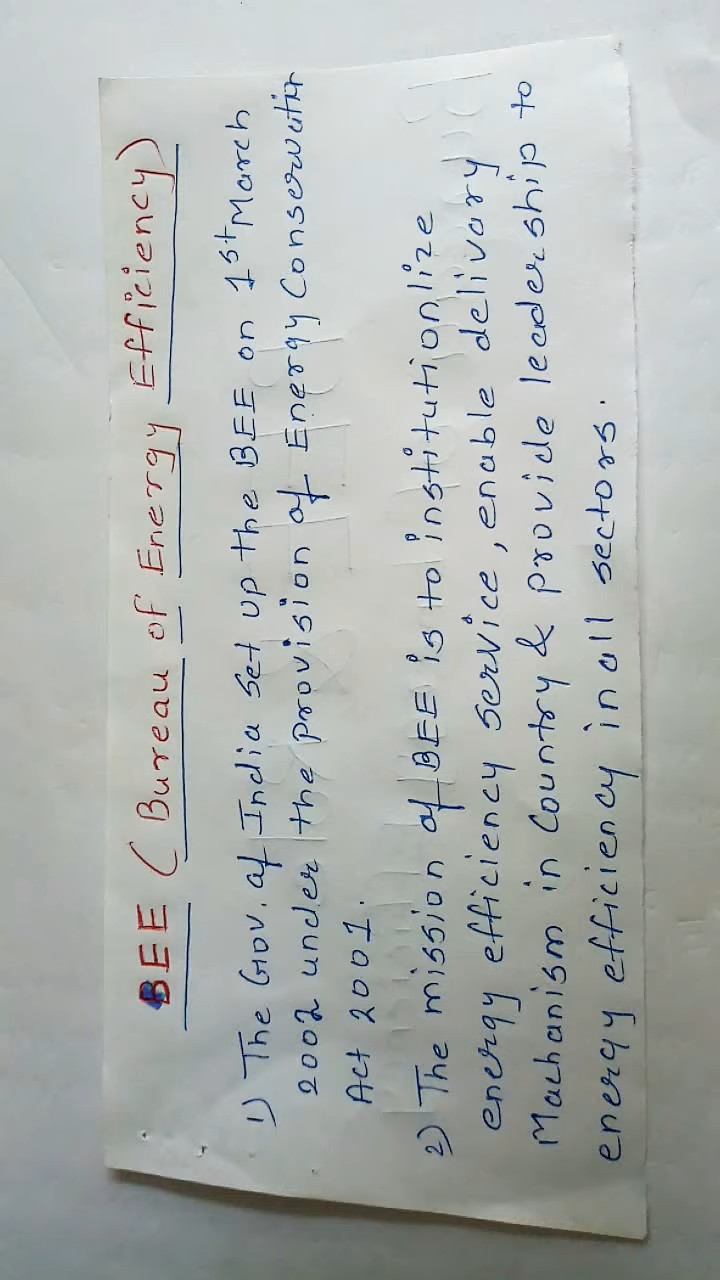 BEE (Bureau of Energy Efficiency)
1) The Gov. of India set up the BEE on 1st March
2002 under the provision of Energy Conservation
Act 2001.
2) The mission of BEE is to institutionlize
energy efficiency service, enable delivary
Machanism in country & provide leadership to
energy efficiency in all sectors.